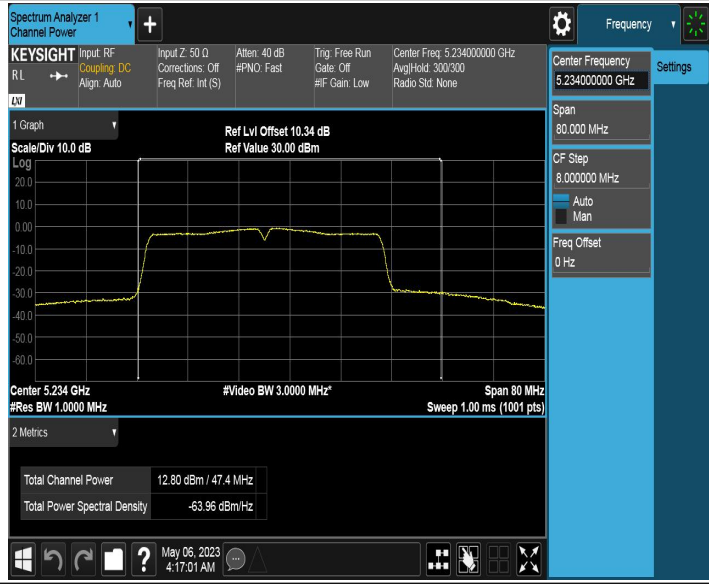 Spectrum Analyzer 1
Channel Power
Frequency
KEYSIGHT
R L
LXI
Input: RF
Coupling: DC
Align: Auto
Input Z: 50 Ω
Corrections: Off
Freq Ref: Int (S)
Atten: 40 dB
#PNO: Fast
Trig: Free Run
Gate: Off
#IF Gain: Low
Center Freq: 5.234000000 GHz
Avg|Hold: 300/300
Radio Std: None
Center Frequency
5.234000000 GHz
Settings
Span
80.000 MHz
CF Step
8.000000 MHz
Auto
Man
Freq Offset
0 Hz
1 Graph
Scale/Div 10.0 dB
Ref Lvl Offset 10.34 dB
Ref Value 30.00 dBm
Log
20.0
10.0
0.00
-10.0
-20.0
-30.0
-40.0
-50.0
-60.0
Center 5.234 GHz
#Video BW 3.0000 MHz*
Span 80 MHz
#Res BW 1.0000 MHz
Sweep 1.00 ms (1001 pts)
2 Metrics
Total Channel Power 12.80 dBm / 47.4 MHz
Total Power Spectral Density -63.96 dBm/Hz
?
May 06, 2023
4:17:01 AM